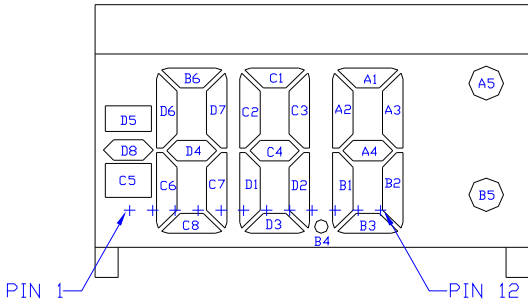 B6 C1 A1
A5
D6 D7 C2 C3 A2 A3
D5
D8 D4 C4 A4
C5 C6 C7 D1 D2 B1 B2
B5
C8 D3 B3
B4
PIN 1 PIN 12